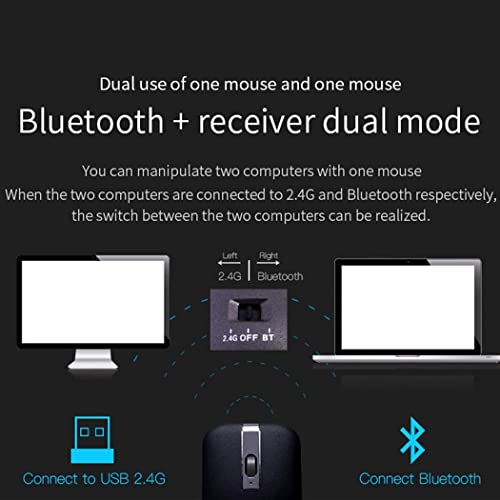 Dual use of one mouse and one mouse
Bluetooth + receiver dual mode
You can manipulate two computers with one mouse
When the two computers are connected to 2.4G and Bluetooth respectively,
the switch between the two computers can be realized.
Left Right
2.4G Bluetooth
2.4G OFF BT
Connect to USB 2.4G
Connect Bluetooth